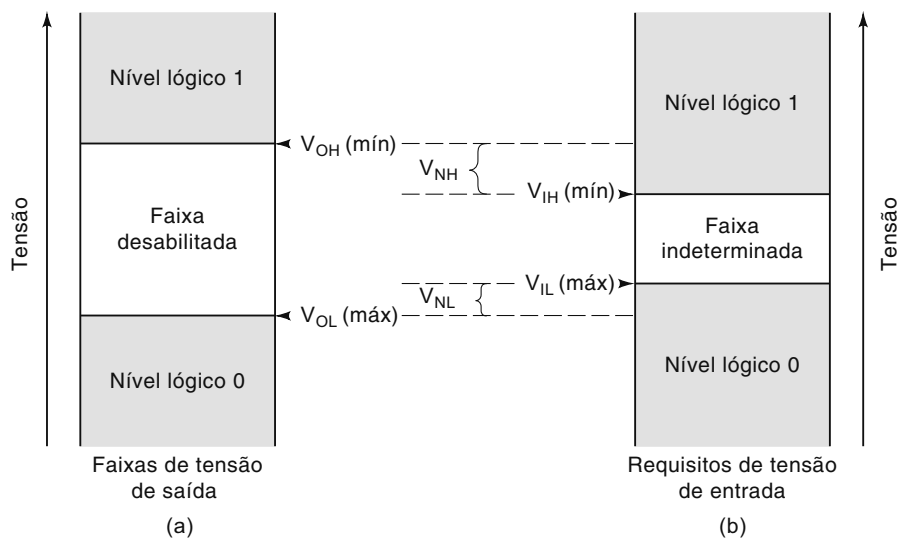 Tensão
Nível lógico 1
Faixa
desabilitada
Nível lógico 0
Faixas de tensão
de saída
(a)
V_OH (mín)
V_NH
V_IH (mín)
V_IL (máx)
V_NL
V_OL (máx)
Nível lógico 1
Faixa
indeterminada
Nível lógico 0
Requisitos de tensão
de entrada
(b)
Tensão